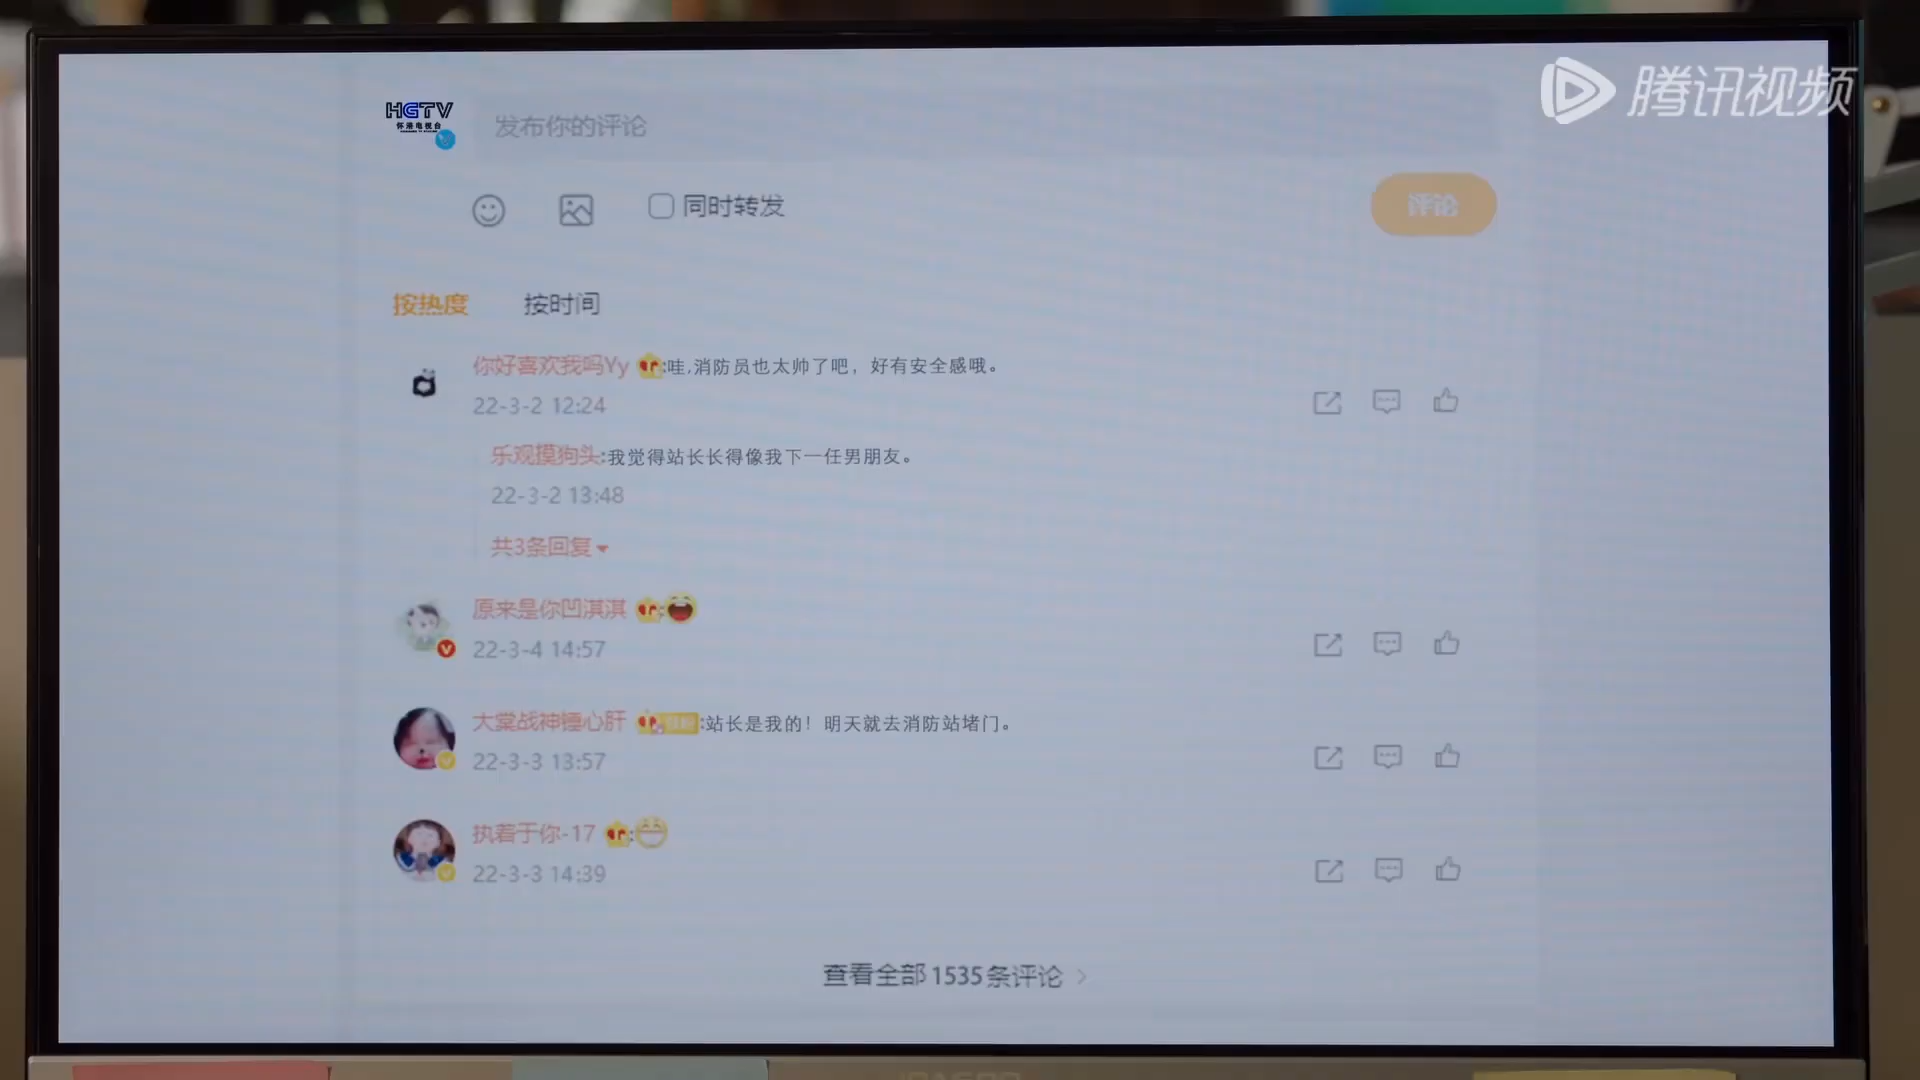 腾讯视频
HGTV
怀港电视台
发布你的评论
同时转发
评论
按热度 按时间
你好喜欢我吗Yy :哇,消防员也太帅了吧，好有安全感哦。
22-3-2 12:24
乐观摸狗头:我觉得站长长得像我下一任男朋友。
22-3-2 13:48
共3条回复
原来是你凹淇淇 :
22-3-4 14:57
大棠战神锤心肝 :站长是我的！明天就去消防站堵门。
22-3-3 13:57
执着于你-17 :
22-3-3 14:39
查看全部1535条评论 >